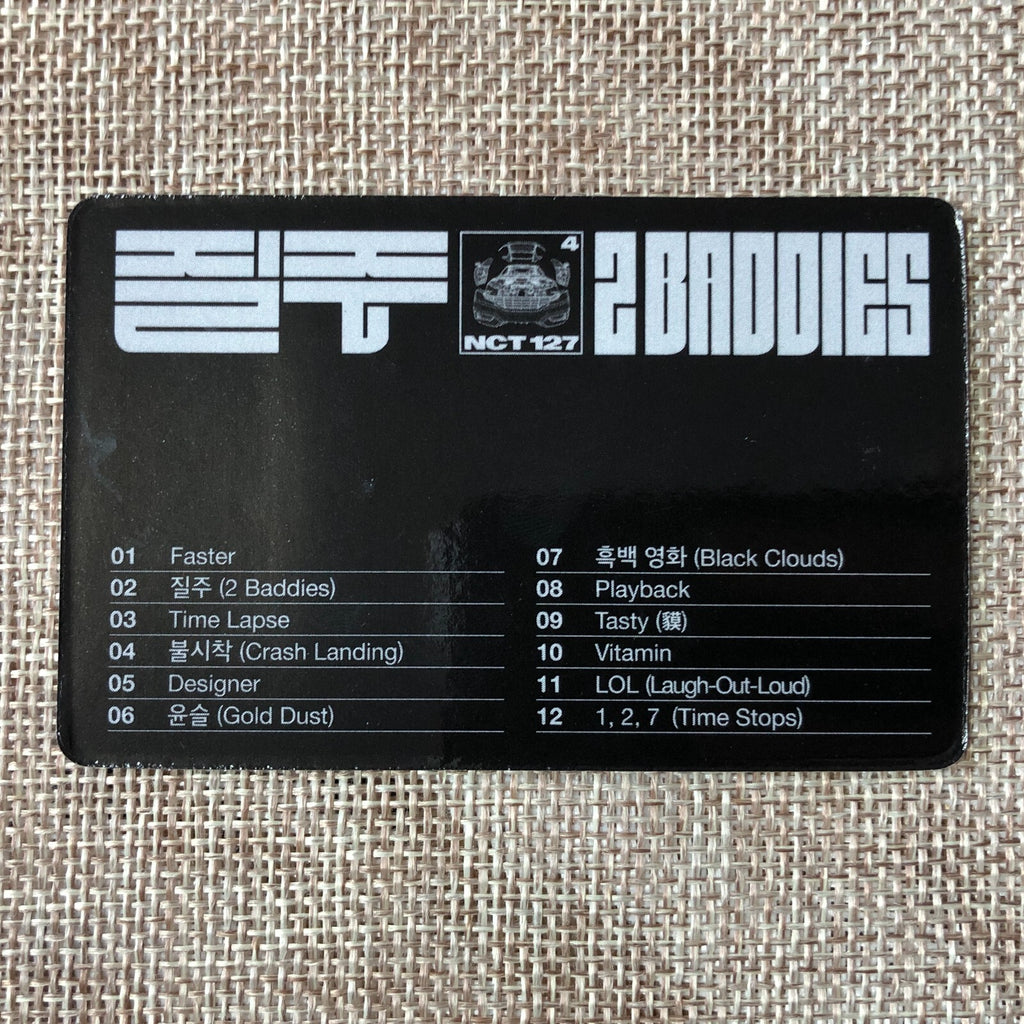 질주
4
NCT 127
2 BADDIES
01 Faster
02 질주 (2 Baddies)
03 Time Lapse
04 불시착 (Crash Landing)
05 Designer
06 윤슬 (Gold Dust)
07 흑백 영화 (Black Clouds)
08 Playback
09 Tasty (貘)
10 Vitamin
11 LOL (Laugh-Out-Loud)
12 1, 2, 7 (Time Stops)